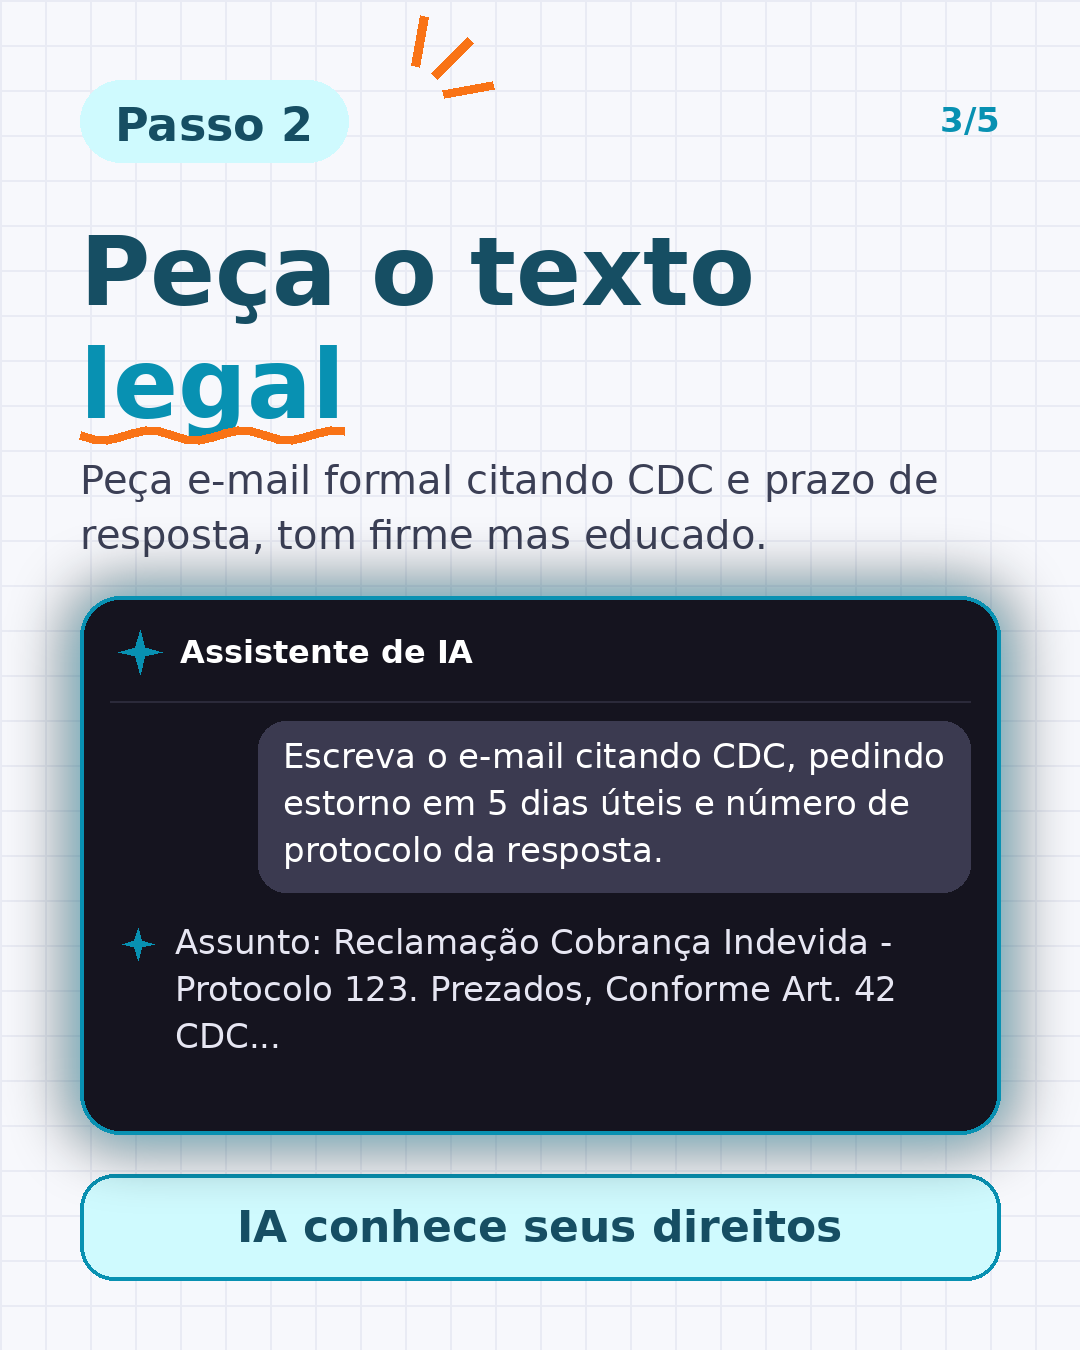 Passo 2
3/5
Peça o texto
legal
Peça e-mail formal citando CDC e prazo de
resposta, tom firme mas educado.
Assistente de IA
Escreva o e-mail citando CDC, pedindo
estorno em 5 dias úteis e número de
protocolo da resposta.
Assunto: Reclamação Cobrança Indevida -
Protocolo 123. Prezados, Conforme Art. 42
CDC...
IA conhece seus direitos